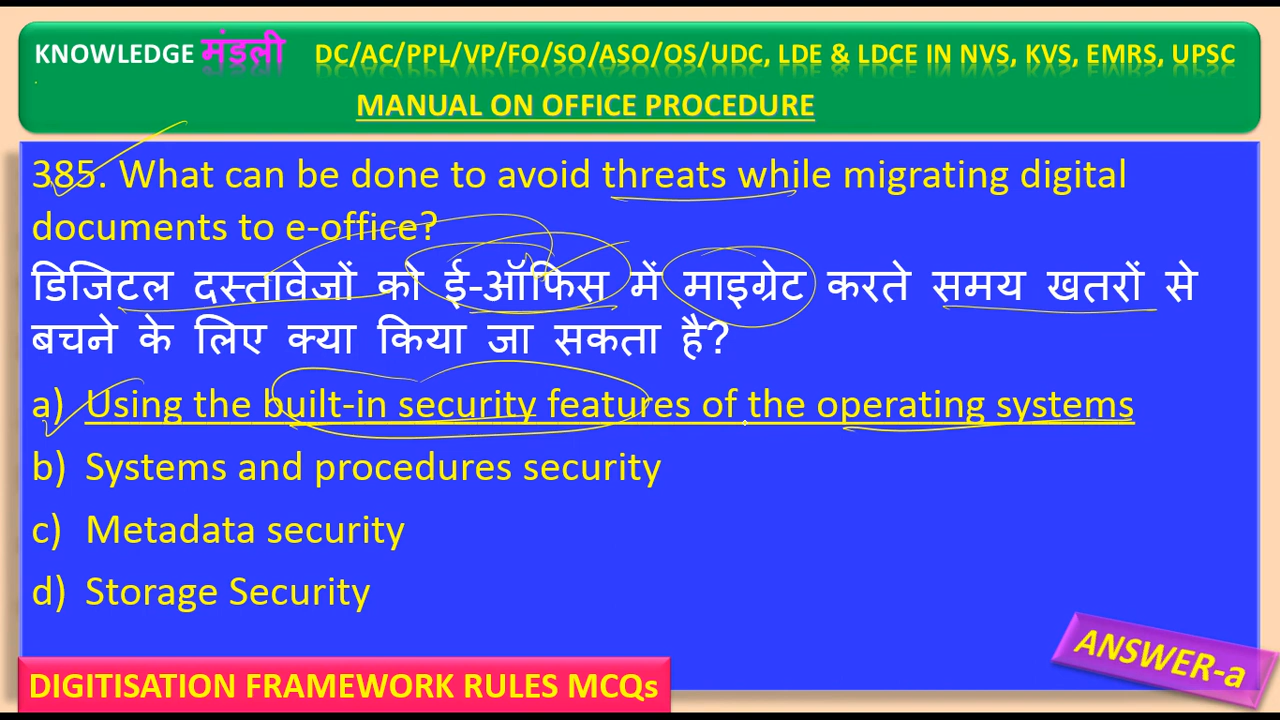 KNOWLEDGE मंडली DC/AC/PPL/VP/FO/SO/ASO/OS/UDC, LDE & LDCE IN NVS, KVS, EMRS, UPSC
MANUAL ON OFFICE PROCEDURE
385. What can be done to avoid threats while migrating digital
documents to e-office?
डिजिटल दस्तावेजों को ई-ऑफिस में माइग्रेट करते समय खतरों से
बचने के लिए क्या किया जा सकता है?
a) Using the built-in security features of the operating systems
b) Systems and procedures security
c) Metadata security
d) Storage Security
ANSWER-a
DIGITISATION FRAMEWORK RULES MCQs